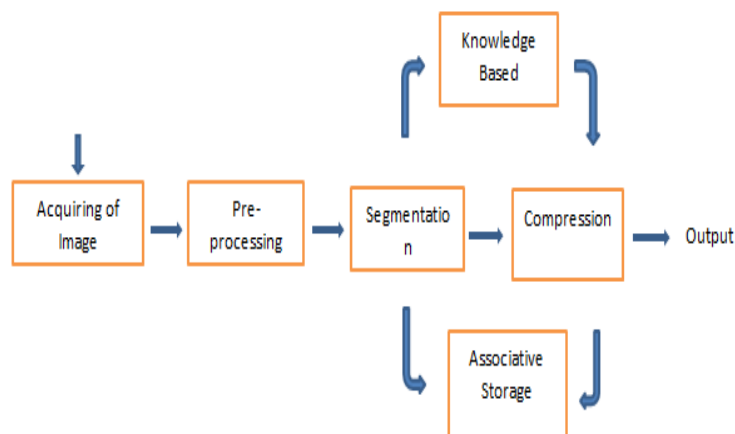 Knowledge
Based
Acquiring of
Image
Pre-
processing
Segmentatio
n
Compression
Output
Associative
Storage